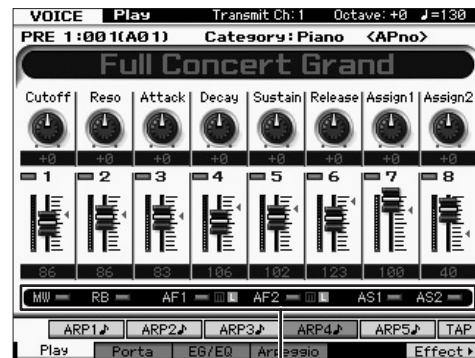 VOICE Play Transmit Ch: 1 Octave: +0 ♩=130
PRE 1:001(A01) Category: Piano <APno>
Full Concert Grand
Cutoff Reso Attack Decay Sustain Release Assign1 Assign2
+0 +0 +0 +0 +0 +0 +0 +0
1 2 3 4 5 6 7 8
86 86 83 106 102 123 100 40
MW RB AF1 M L AF2 M L AS1 AS2
ARP1♪ ARP2♪ ARP3♪ ARP4♪ ARP5♪ TAP
Play Porta EG/EQ Arpeggio Effect